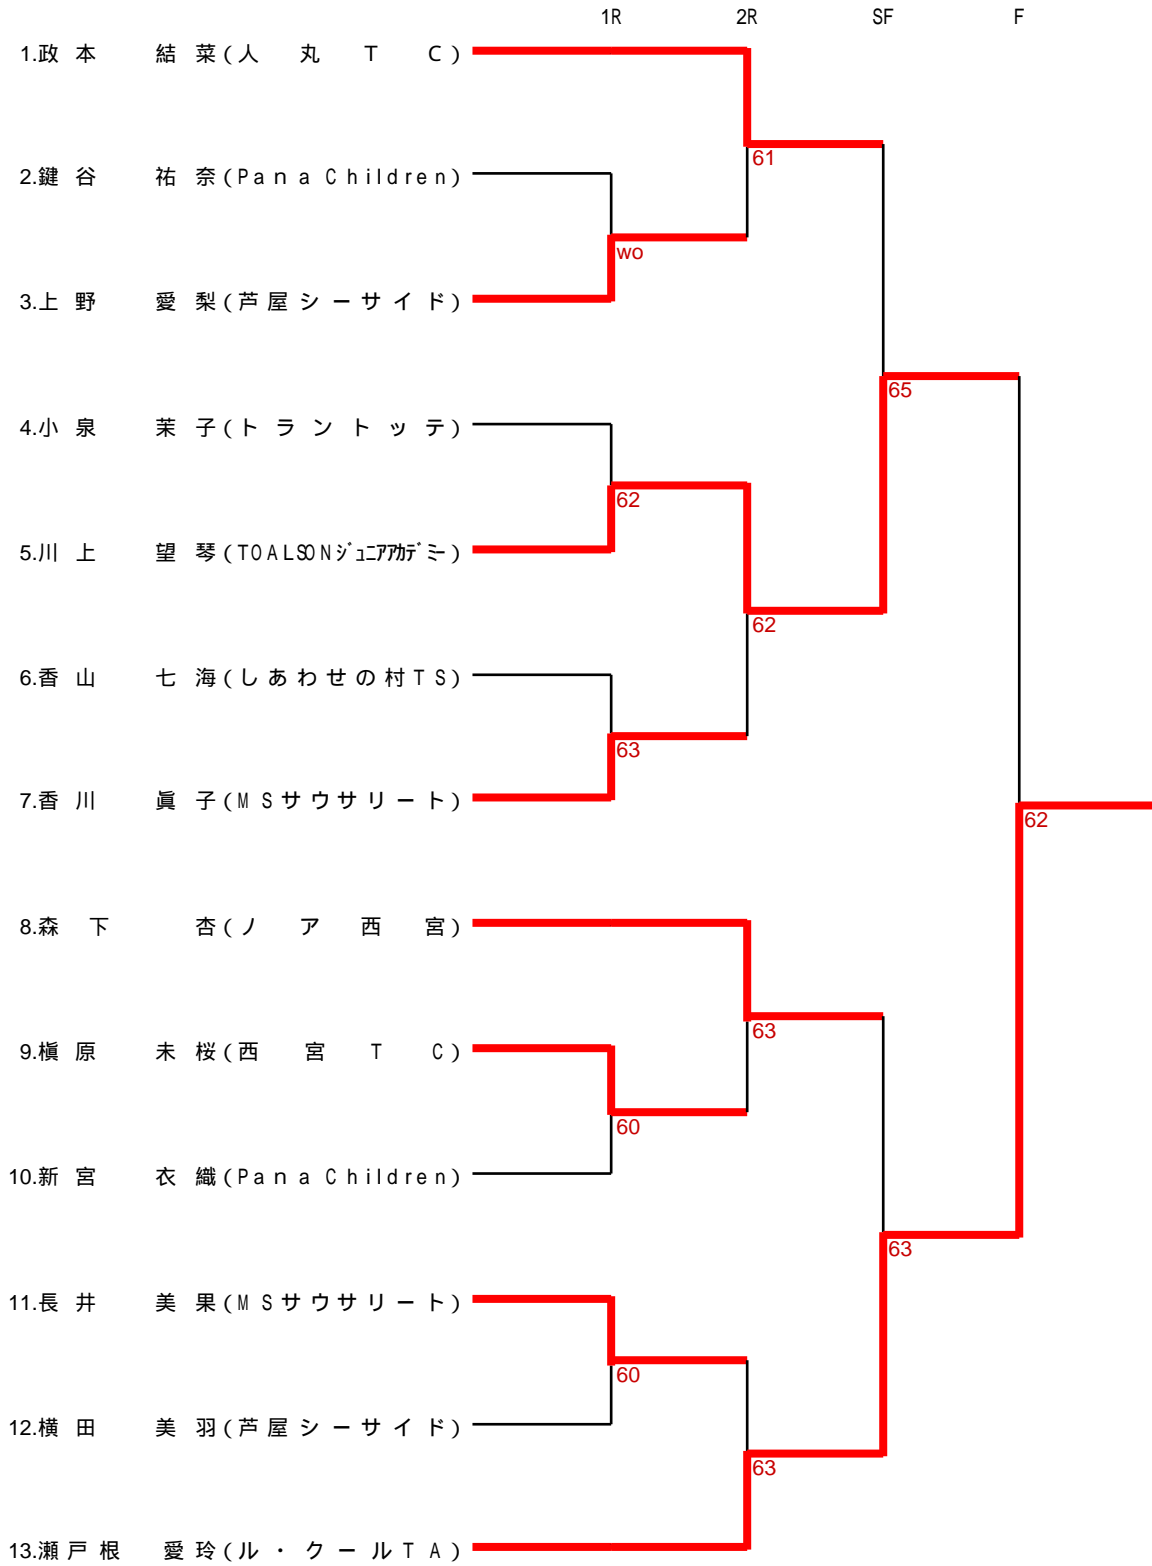 1R 2R SF F
1.政本 結菜(人丸TC)
61
2.鍵谷 祐奈(Pana Children)
wo
3.上野 愛梨(芦屋シーサイド)
65
4.小泉 茉子(トラントッテ)
62
5.川上 望琴(TOALSONジュニアアカデミー)
62
6.香山 七海(しあわせの村TS)
63
7.香川 眞子(MSサウサリート)
62
8.森下 杏(ノア西宮)
63
9.槇原 未桜(西宮TC)
60
10.新宮 衣織(Pana Children)
63
11.長井 美果(MSサウサリート)
60
12.横田 美羽(芦屋シーサイド)
63
13.瀬戸根 愛玲(ル・クールTA)